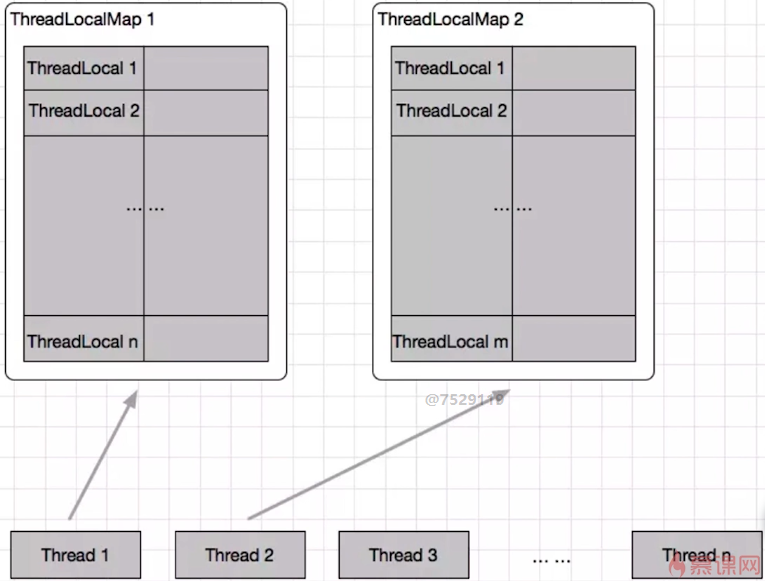 ThreadLocalMap 1
ThreadLocal 1
ThreadLocal 2
... ...
ThreadLocal n
ThreadLocalMap 2
ThreadLocal 1
ThreadLocal 2
... ...
ThreadLocal m
@7529119
Thread 1
Thread 2
Thread 3
... ...
Thread n
慕课网